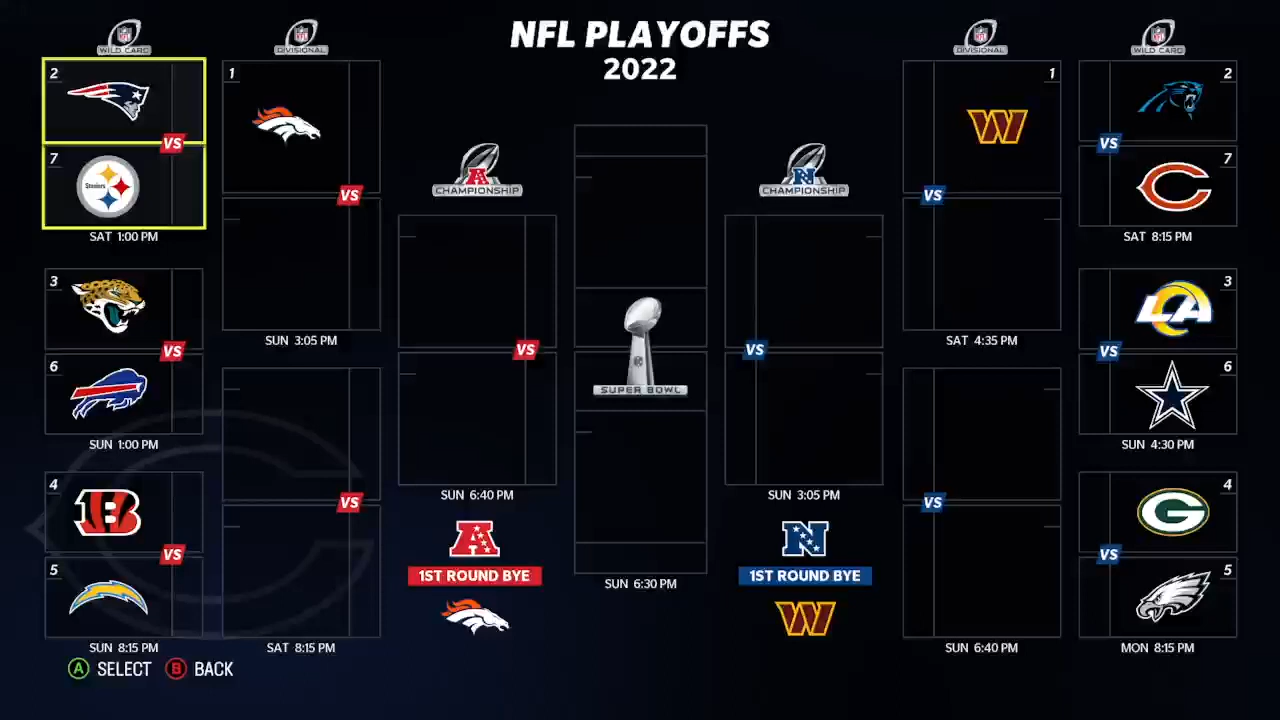 NFL PLAYOFFS
2022
WILD CARD
DIVISIONAL
DIVISIONAL
WILD CARD
2
VS
7
Steelers
SAT 1:00 PM
3
VS
6
SUN 1:00 PM
4
VS
5
SUN 8:15 PM
1
VS
SUN 3:05 PM
VS
SAT 8:15 PM
A
CHAMPIONSHIP
VS
SUN 6:40 PM
A
1ST ROUND BYE
SUPER BOWL
SUN 6:30 PM
N
CHAMPIONSHIP
VS
SUN 3:05 PM
N
1ST ROUND BYE
W
1
W
VS
SAT 4:35 PM
VS
SUN 6:40 PM
2
VS
7
C
SAT 8:15 PM
3
LA
VS
6
SUN 4:30 PM
4
G
VS
5
MON 8:15 PM
A SELECT B BACK